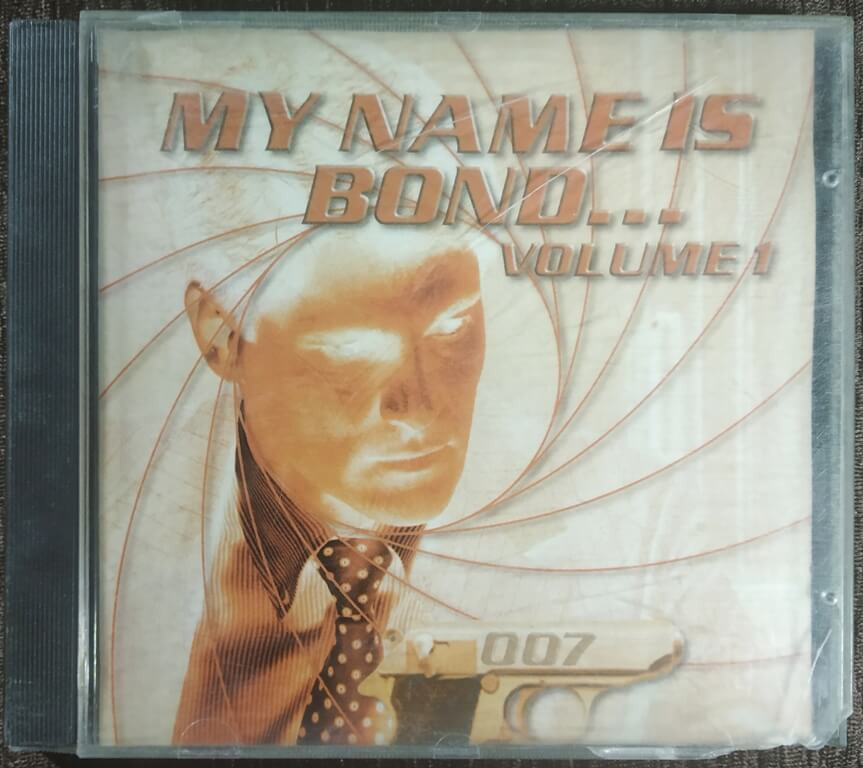 MY NAME IS
BOND...
VOLUME 1
007